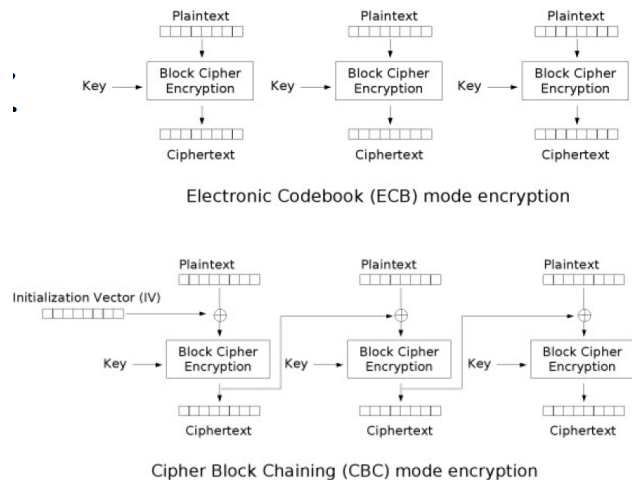 Plaintext Plaintext Plaintext
Key Block Cipher Encryption Key Block Cipher Encryption Key Block Cipher Encryption
Ciphertext Ciphertext Ciphertext
Electronic Codebook (ECB) mode encryption
Plaintext Plaintext Plaintext
Initialization Vector (IV)
Key Block Cipher Encryption Key Block Cipher Encryption Key Block Cipher Encryption
Ciphertext Ciphertext Ciphertext
Cipher Block Chaining (CBC) mode encryption